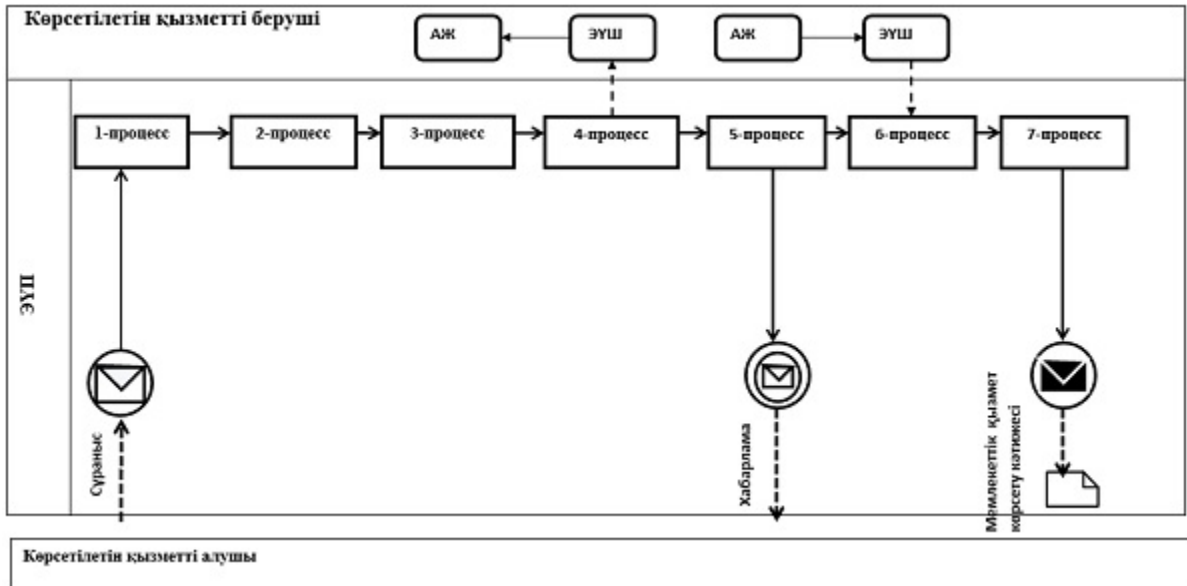 Көрсетілетін қызметті беруші
АЖ
ЭҮШ
АЖ
ЭҮШ
1-процесс
2-процесс
3-процесс
4-процесс
5-процесс
6-процесс
7-процесс
ЭҮП
Сұраныс
Хабарлама
Мемлекеттік қызмет
көрсету нәтижесі
Көрсетілетін қызметті алушы